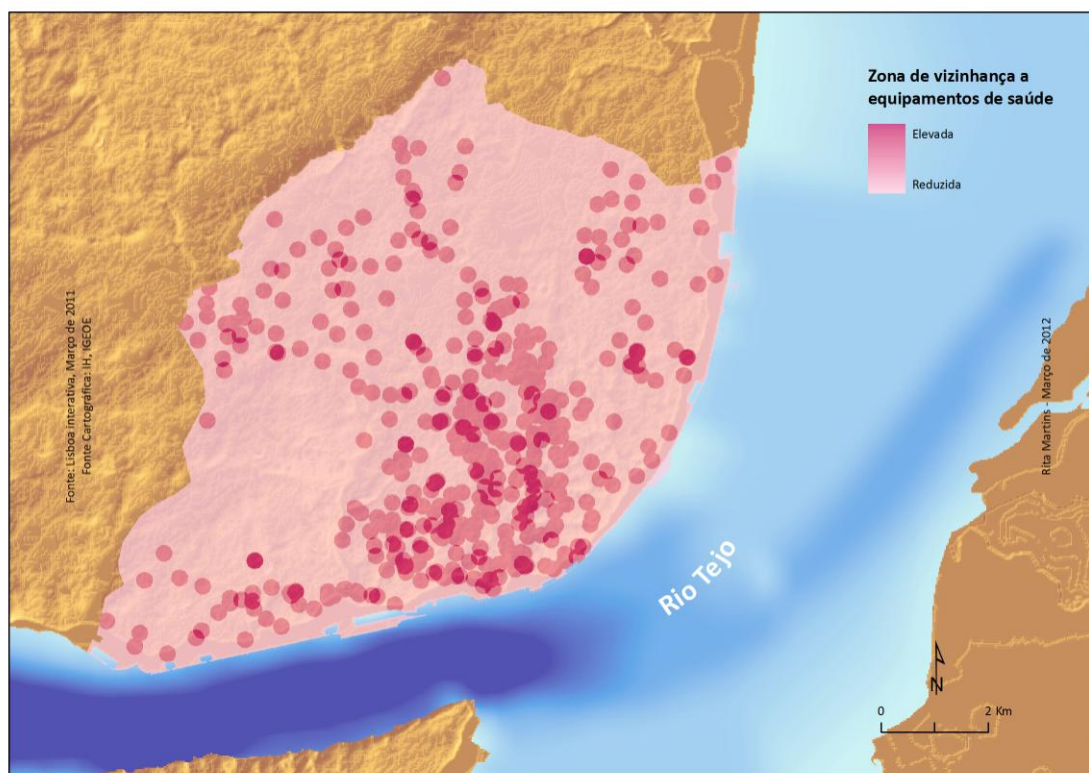 Zona de vizinhança a
equipamentos de saúde
Elevada
Reduzida
Fonte: Lisboa interativa, Março de 2011
Fonte Cartográfica: IH, IGEOE
Rita Martins - Março de 2012
Rio Tejo
N
0 2 Km